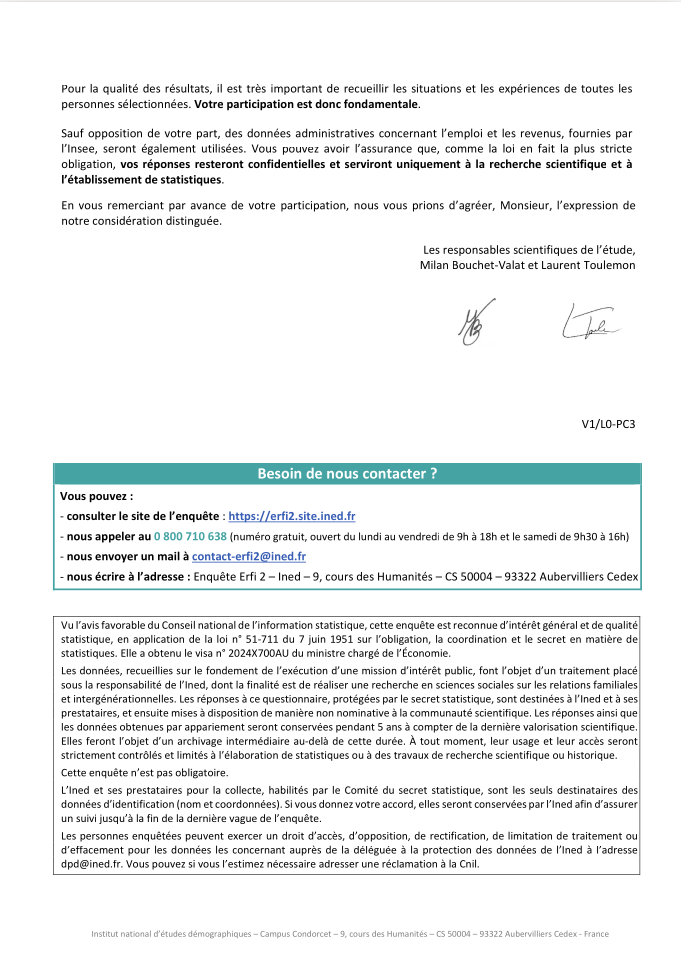 Pour la qualité des résultats, il est très important de recueillir les situations et les expériences de toutes les
personnes sélectionnées. Votre participation est donc fondamentale.
Sauf opposition de votre part, des données administratives concernant l’emploi et les revenus, fournies par
l’Insee, seront également utilisées. Vous pouvez avoir l’assurance que, comme la loi en fait la plus stricte
obligation, vos réponses resteront confidentielles et serviront uniquement à la recherche scientifique et à
l’établissement de statistiques.
En vous remerciant par avance de votre participation, nous vous prions d’agréer, Monsieur, l’expression de
notre considération distinguée.
Les responsables scientifiques de l’étude,
Milan Bouchet-Valat et Laurent Toulemon
V1/L0-PC3
Besoin de nous contacter ?
Vous pouvez :
- consulter le site de l’enquête : https://erfi2.site.ined.fr
- nous appeler au 0 800 710 638 (numéro gratuit, ouvert du lundi au vendredi de 9h à 18h et le samedi de 9h30 à 16h)
- nous envoyer un mail à contact-erfi2@ined.fr
- nous écrire à l’adresse : Enquête Erfi 2 – Ined – 9, cours des Humanités – CS 50004 – 93322 Aubervilliers Cedex
Vu l’avis favorable du Conseil national de l’information statistique, cette enquête est reconnue d’intérêt général et de qualité
statistique, en application de la loi n° 51-711 du 7 juin 1951 sur l’obligation, la coordination et le secret en matière de
statistiques. Elle a obtenu le visa n° 2024X700AU du ministre chargé de l’Économie.
Les données, recueillies sur le fondement de l’exécution d’une mission d’intérêt public, font l’objet d’un traitement placé
sous la responsabilité de l’Ined, dont la finalité est de réaliser une recherche en sciences sociales sur les relations familiales
et intergénérationnelles. Les réponses à ce questionnaire, protégées par le secret statistique, sont destinées à l’Ined et à ses
prestataires, et ensuite mises à disposition de manière non nominative à la communauté scientifique. Les réponses ainsi que
les données obtenues par appariement seront conservées pendant 5 ans à compter de la dernière valorisation scientifique.
Elles feront l’objet d’un archivage intermédiaire au-delà de cette durée. À tout moment, leur usage et leur accès seront
strictement contrôlés et limités à l’élaboration de statistiques ou à des travaux de recherche scientifique ou historique.
Cette enquête n’est pas obligatoire.
L’Ined et ses prestataires pour la collecte, habilités par le Comité du secret statistique, sont les seuls destinataires des
données d’identification (nom et coordonnées). Si vous donnez votre accord, elles seront conservées par l’Ined afin d’assurer
un suivi jusqu’à la fin de la dernière vague de l’enquête.
Les personnes enquêtées peuvent exercer un droit d’accès, d’opposition, de rectification, de limitation de traitement ou
d’effacement pour les données les concernant auprès de la déléguée à la protection des données de l’Ined à l’adresse
dpd@ined.fr. Vous pouvez si vous l’estimez nécessaire adresser une réclamation à la Cnil.
Institut national d’études démographiques – Campus Condorcet – 9, cours des Humanités – CS 50004 – 93322 Aubervilliers Cedex - France